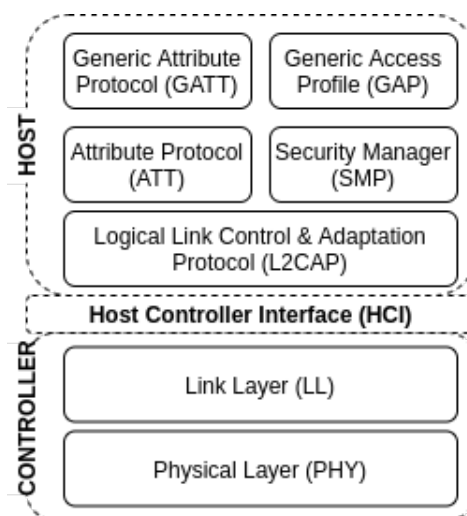 Generic Attribute
Protocol (GATT)
Generic Access
Profile (GAP)
HOST
Attribute Protocol
(ATT)
Security Manager
(SMP)
Logical Link Control & Adaptation
Protocol (L2CAP)
Host Controller Interface (HCI)
CONTROLLER
Link Layer (LL)
Physical Layer (PHY)